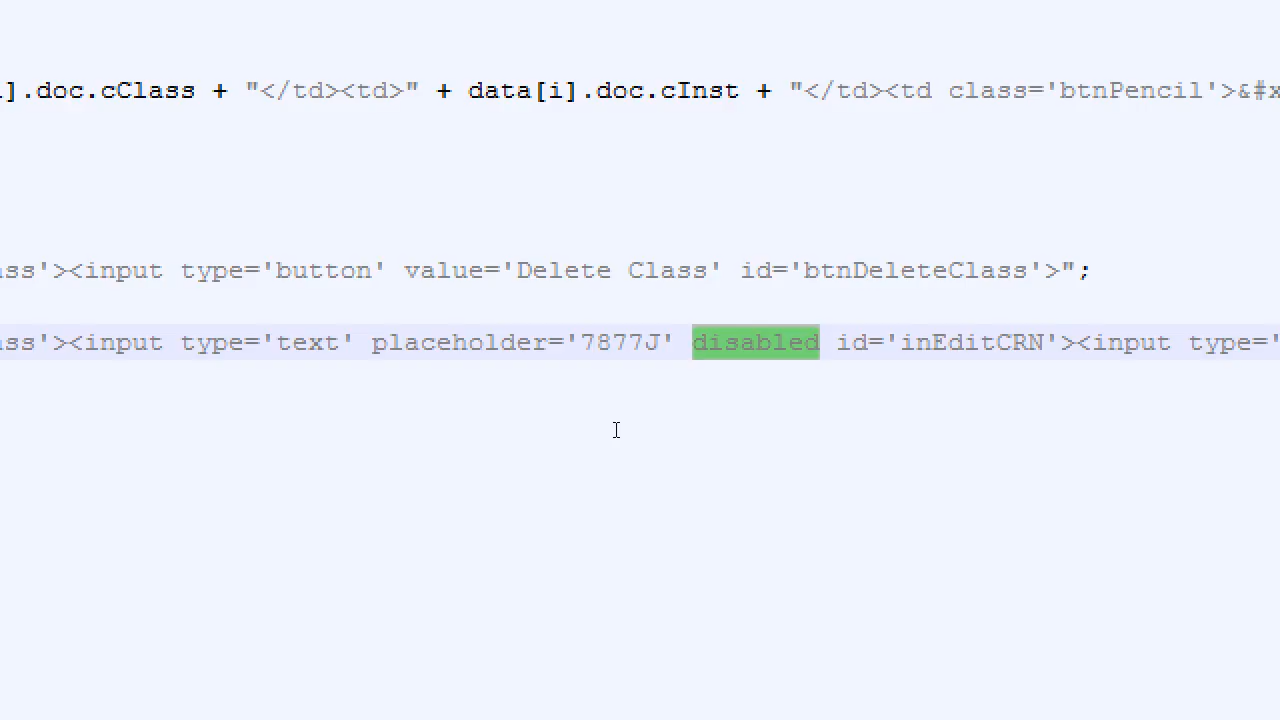 ].doc.cClass + "</td><td>" + data[i].doc.cInst + "</td><td class='btnPencil'>&#x
ass'><input type='button' value='Delete Class' id='btnDeleteClass'>";
ass'><input type='text' placeholder='7877J' disabled id='inEditCRN'><input type='